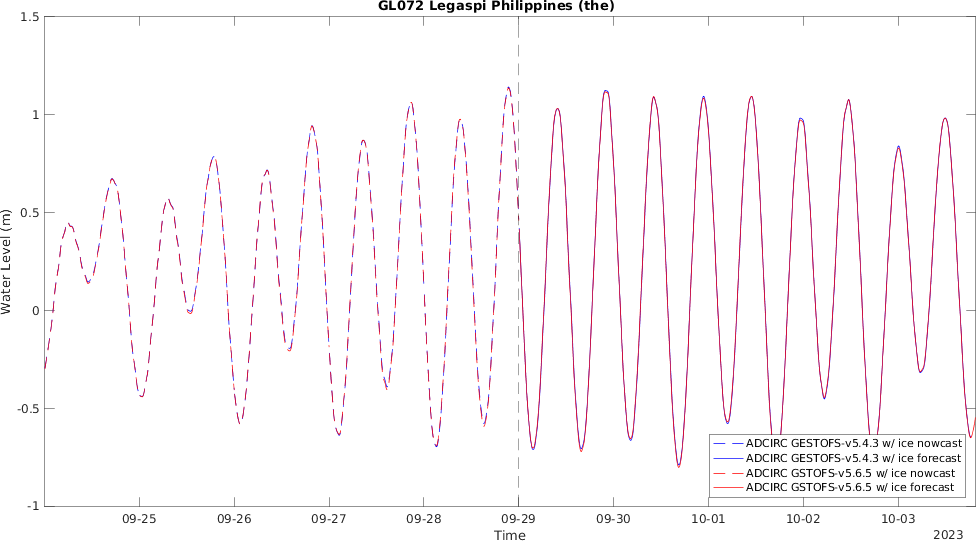 GL072 Legaspi Philippines (the)
1.5
1
0.5
0
-0.5
-1
Water Level (m)
09-25
09-26
09-27
09-28
09-29
09-30
10-01
10-02
10-03
Time
2023
ADCIRC GESTOFS-v5.4.3 w/ ice nowcast
ADCIRC GESTOFS-v5.4.3 w/ ice forecast
ADCIRC GSTOFS-v5.6.5 w/ ice nowcast
ADCIRC GSTOFS-v5.6.5 w/ ice forecast